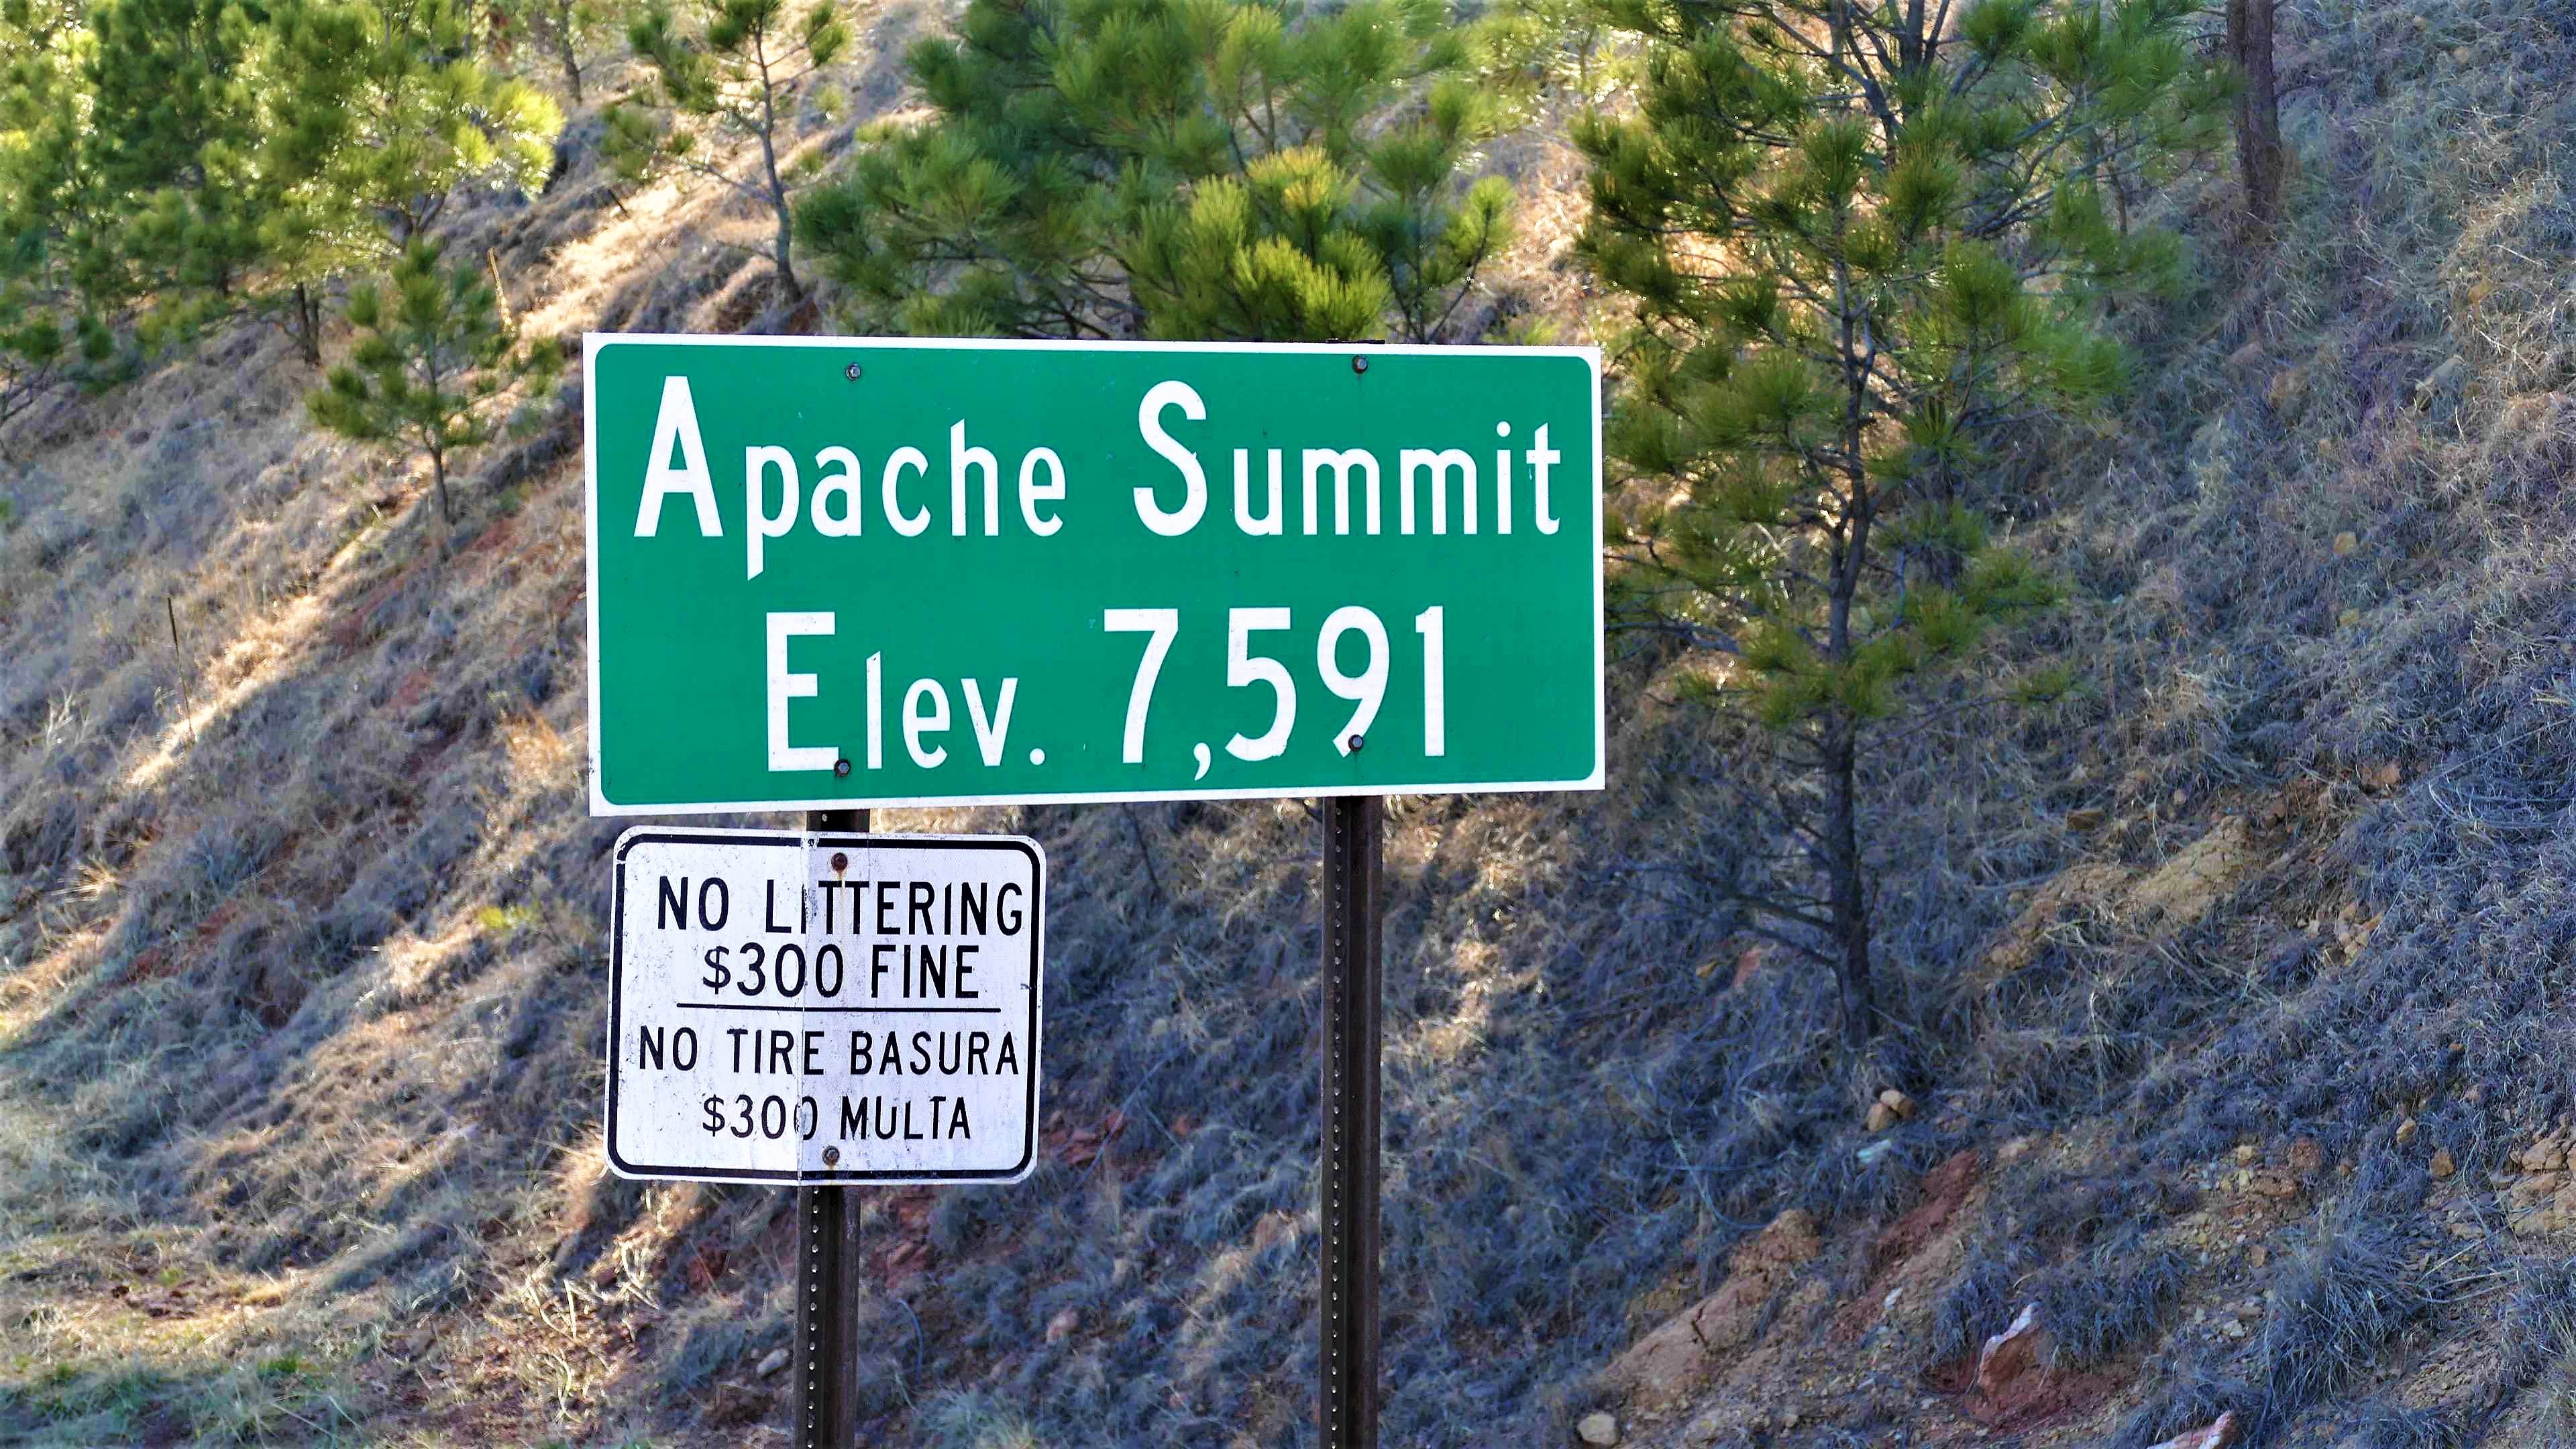 Apache Summit
Elev. 7,591
NO LITTERING
$300 FINE
NO TIRE BASURA
$300 MULTA